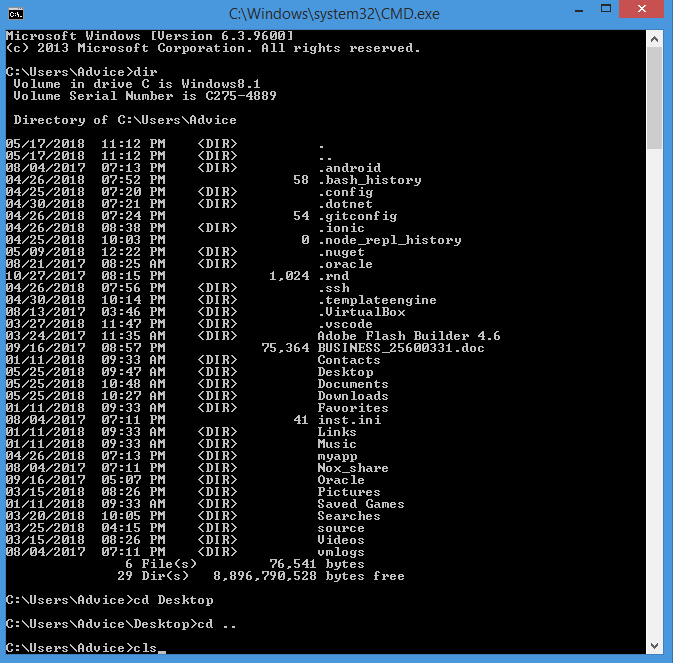 C:\Windows\system32\CMD.exe
Microsoft Windows [Version 6.3.9600]
(c) 2013 Microsoft Corporation. All rights reserved.
C:\Users\Advice>dir
 Volume in drive C is Windows8.1
 Volume Serial Number is C275-4889
 Directory of C:\Users\Advice
05/17/2018  11:12 PM    <DIR>          .
05/17/2018  11:12 PM    <DIR>          ..
08/04/2017  07:13 PM    <DIR>          .android
04/26/2018  07:52 PM                58 .bash_history
04/25/2018  07:20 PM    <DIR>          .config
04/30/2018  07:21 PM    <DIR>          .dotnet
04/26/2018  07:24 PM                54 .gitconfig
04/26/2018  08:38 PM    <DIR>          .ionic
04/25/2018  10:03 PM                 0 .node_repl_history
05/09/2018  12:22 PM    <DIR>          .nuget
08/21/2017  08:25 AM    <DIR>          .oracle
10/27/2017  08:15 PM             1,024 .rnd
04/26/2018  07:56 PM    <DIR>          .ssh
04/30/2018  10:14 PM    <DIR>          .templateengine
08/13/2017  03:46 PM    <DIR>          .VirtualBox
03/27/2018  11:47 PM    <DIR>          .vscode
03/24/2017  11:35 AM    <DIR>          Adobe Flash Builder 4.6
09/16/2017  08:57 PM            75,364 BUSINESS_25600331.doc
01/11/2018  09:33 AM    <DIR>          Contacts
05/25/2018  09:47 AM    <DIR>          Desktop
05/25/2018  10:48 AM    <DIR>          Documents
05/25/2018  10:27 AM    <DIR>          Downloads
01/11/2018  09:33 AM    <DIR>          Favorites
08/04/2017  07:11 PM                41 inst.ini
01/11/2018  09:33 AM    <DIR>          Links
01/11/2018  09:33 AM    <DIR>          Music
04/26/2018  07:13 PM    <DIR>          myapp
08/04/2017  07:11 PM    <DIR>          Nox_share
09/16/2017  05:07 PM    <DIR>          Oracle
03/15/2018  08:26 PM    <DIR>          Pictures
01/11/2018  09:33 AM    <DIR>          Saved Games
03/20/2018  10:05 PM    <DIR>          Searches
03/25/2018  04:15 PM    <DIR>          source
03/15/2018  08:26 PM    <DIR>          Videos
08/04/2017  07:11 PM    <DIR>          vmlogs
               6 File(s)         76,541 bytes
              29 Dir(s)   8,896,790,528 bytes free
C:\Users\Advice>cd Desktop
C:\Users\Advice\Desktop>cd ..
C:\Users\Advice>cls_